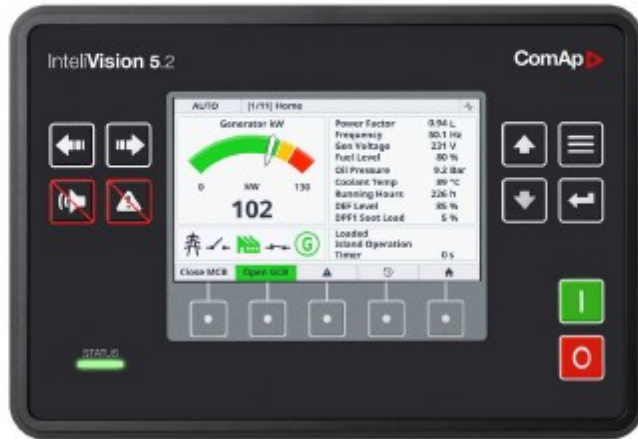 InteliVision 5.2
ComAp
AUTO |1/11| Home
Generator kW
0 kW 130
102
Power Factor 0.94 L
Frequency 50.1 Hz
Gen Voltage 231 V
Fuel Level 80 %
Oil Pressure 9.2 Bar
Coolant Temp 89 °C
Running Hours 226 h
DEF Level 85 %
DPF1 Soot Load 5 %
Loaded
Island Operation
Timer 0 s
G
Close MCB Open GCB
STATUS